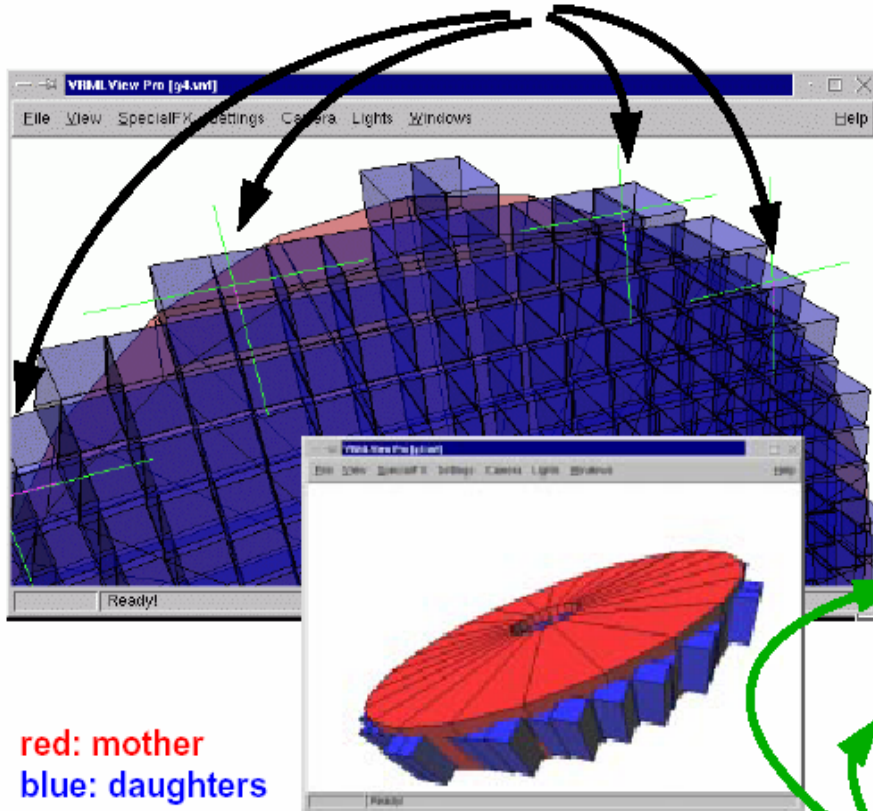 VRMLView Pro [g4.wrl]
File View SpecialFX Settings Camera Lights Windows Help
Ready!
File View SpecialFX Settings Camera Lights Windows Help
Ready!
red: mother
blue: daughters